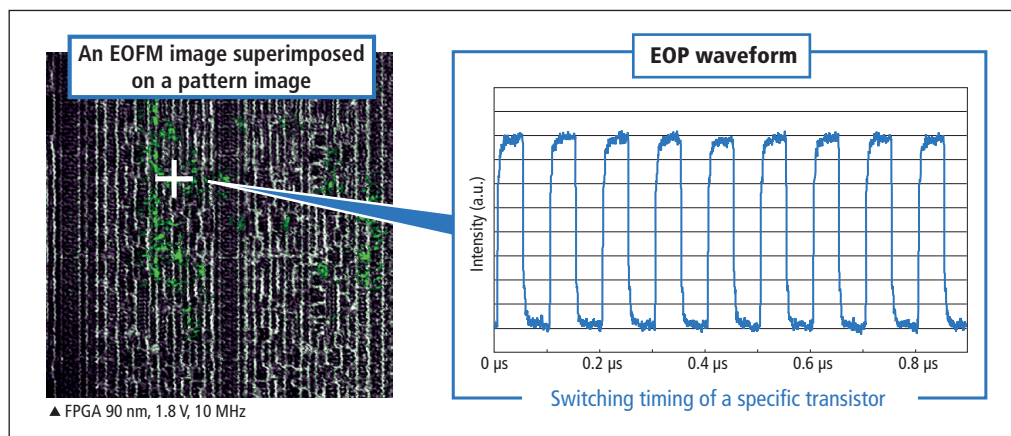 An EOFM image superimposed
on a pattern image
▲ FPGA 90 nm, 1.8 V, 10 MHz
EOP waveform
Intensity (a.u.)
0 µs 0.2 µs 0.4 µs 0.6 µs 0.8 µs
Switching timing of a specific transistor